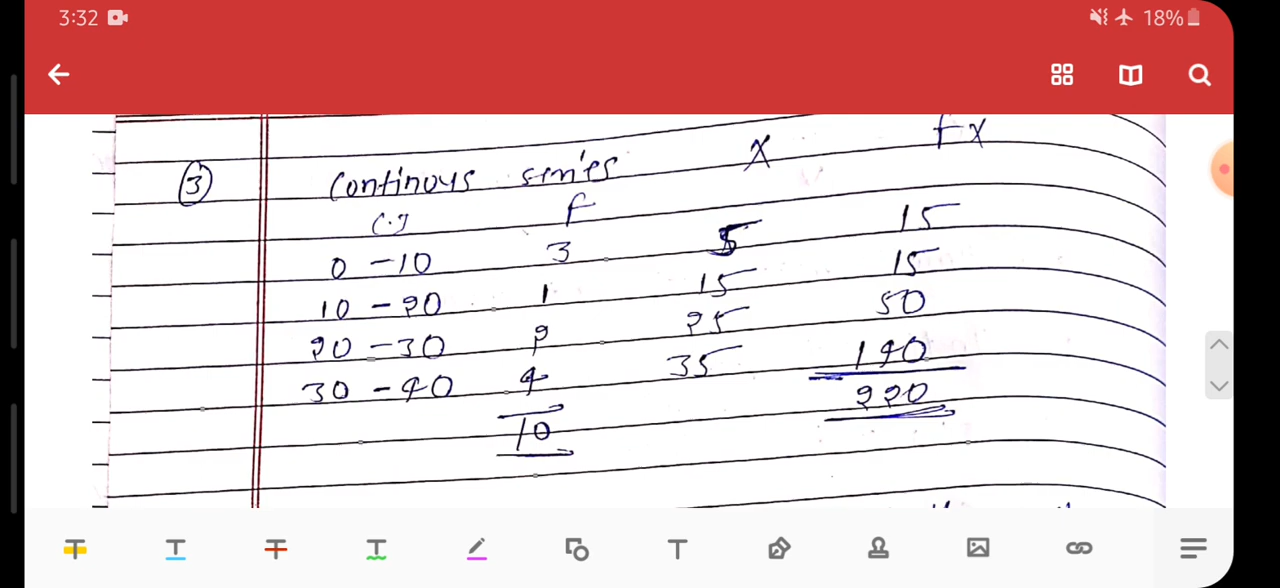 3:32 18%
③ Continous series X fx
C.I f
0 - 10 3 5 15
10 - 20 1 15 15
20 - 30 2 25 50
30 - 40 4 35 140
10 220